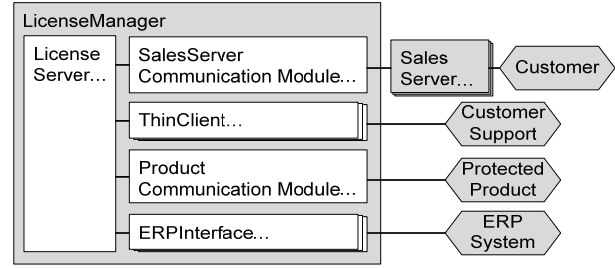 LicenseManager
License
Server…
SalesServer
Communication Module…
Sales
Server…
Customer
ThinClient…
Customer
Support
Product
Communication Module…
Protected
Product
ERPInterface…
ERP
System